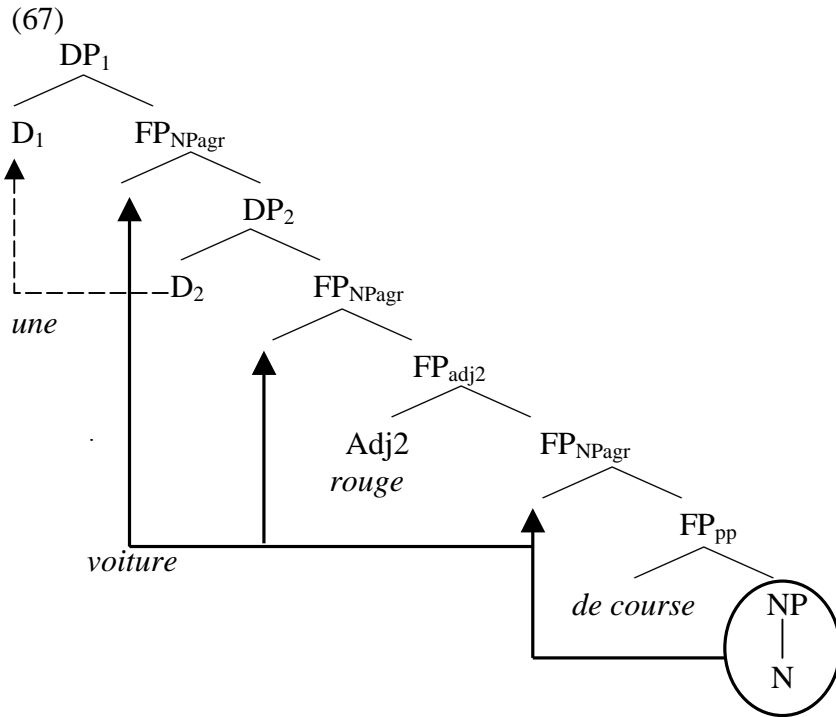 (67)
DP1
D1 FPNPagr
DP2
D2 FPNPagr
une
FPadj2
Adj2 FPNPagr
rouge
FPpp
voiture
de course NP
N